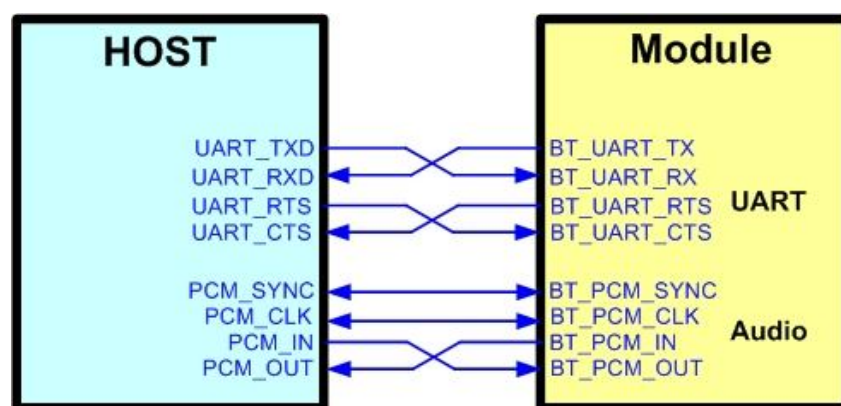 HOST
Module
UART_TXD
UART_RXD
UART_RTS
UART_CTS
PCM_SYNC
PCM_CLK
PCM_IN
PCM_OUT
BT_UART_TX
BT_UART_RX
BT_UART_RTS
BT_UART_CTS
UART
BT_PCM_SYNC
BT_PCM_CLK
BT_PCM_IN
BT_PCM_OUT
Audio